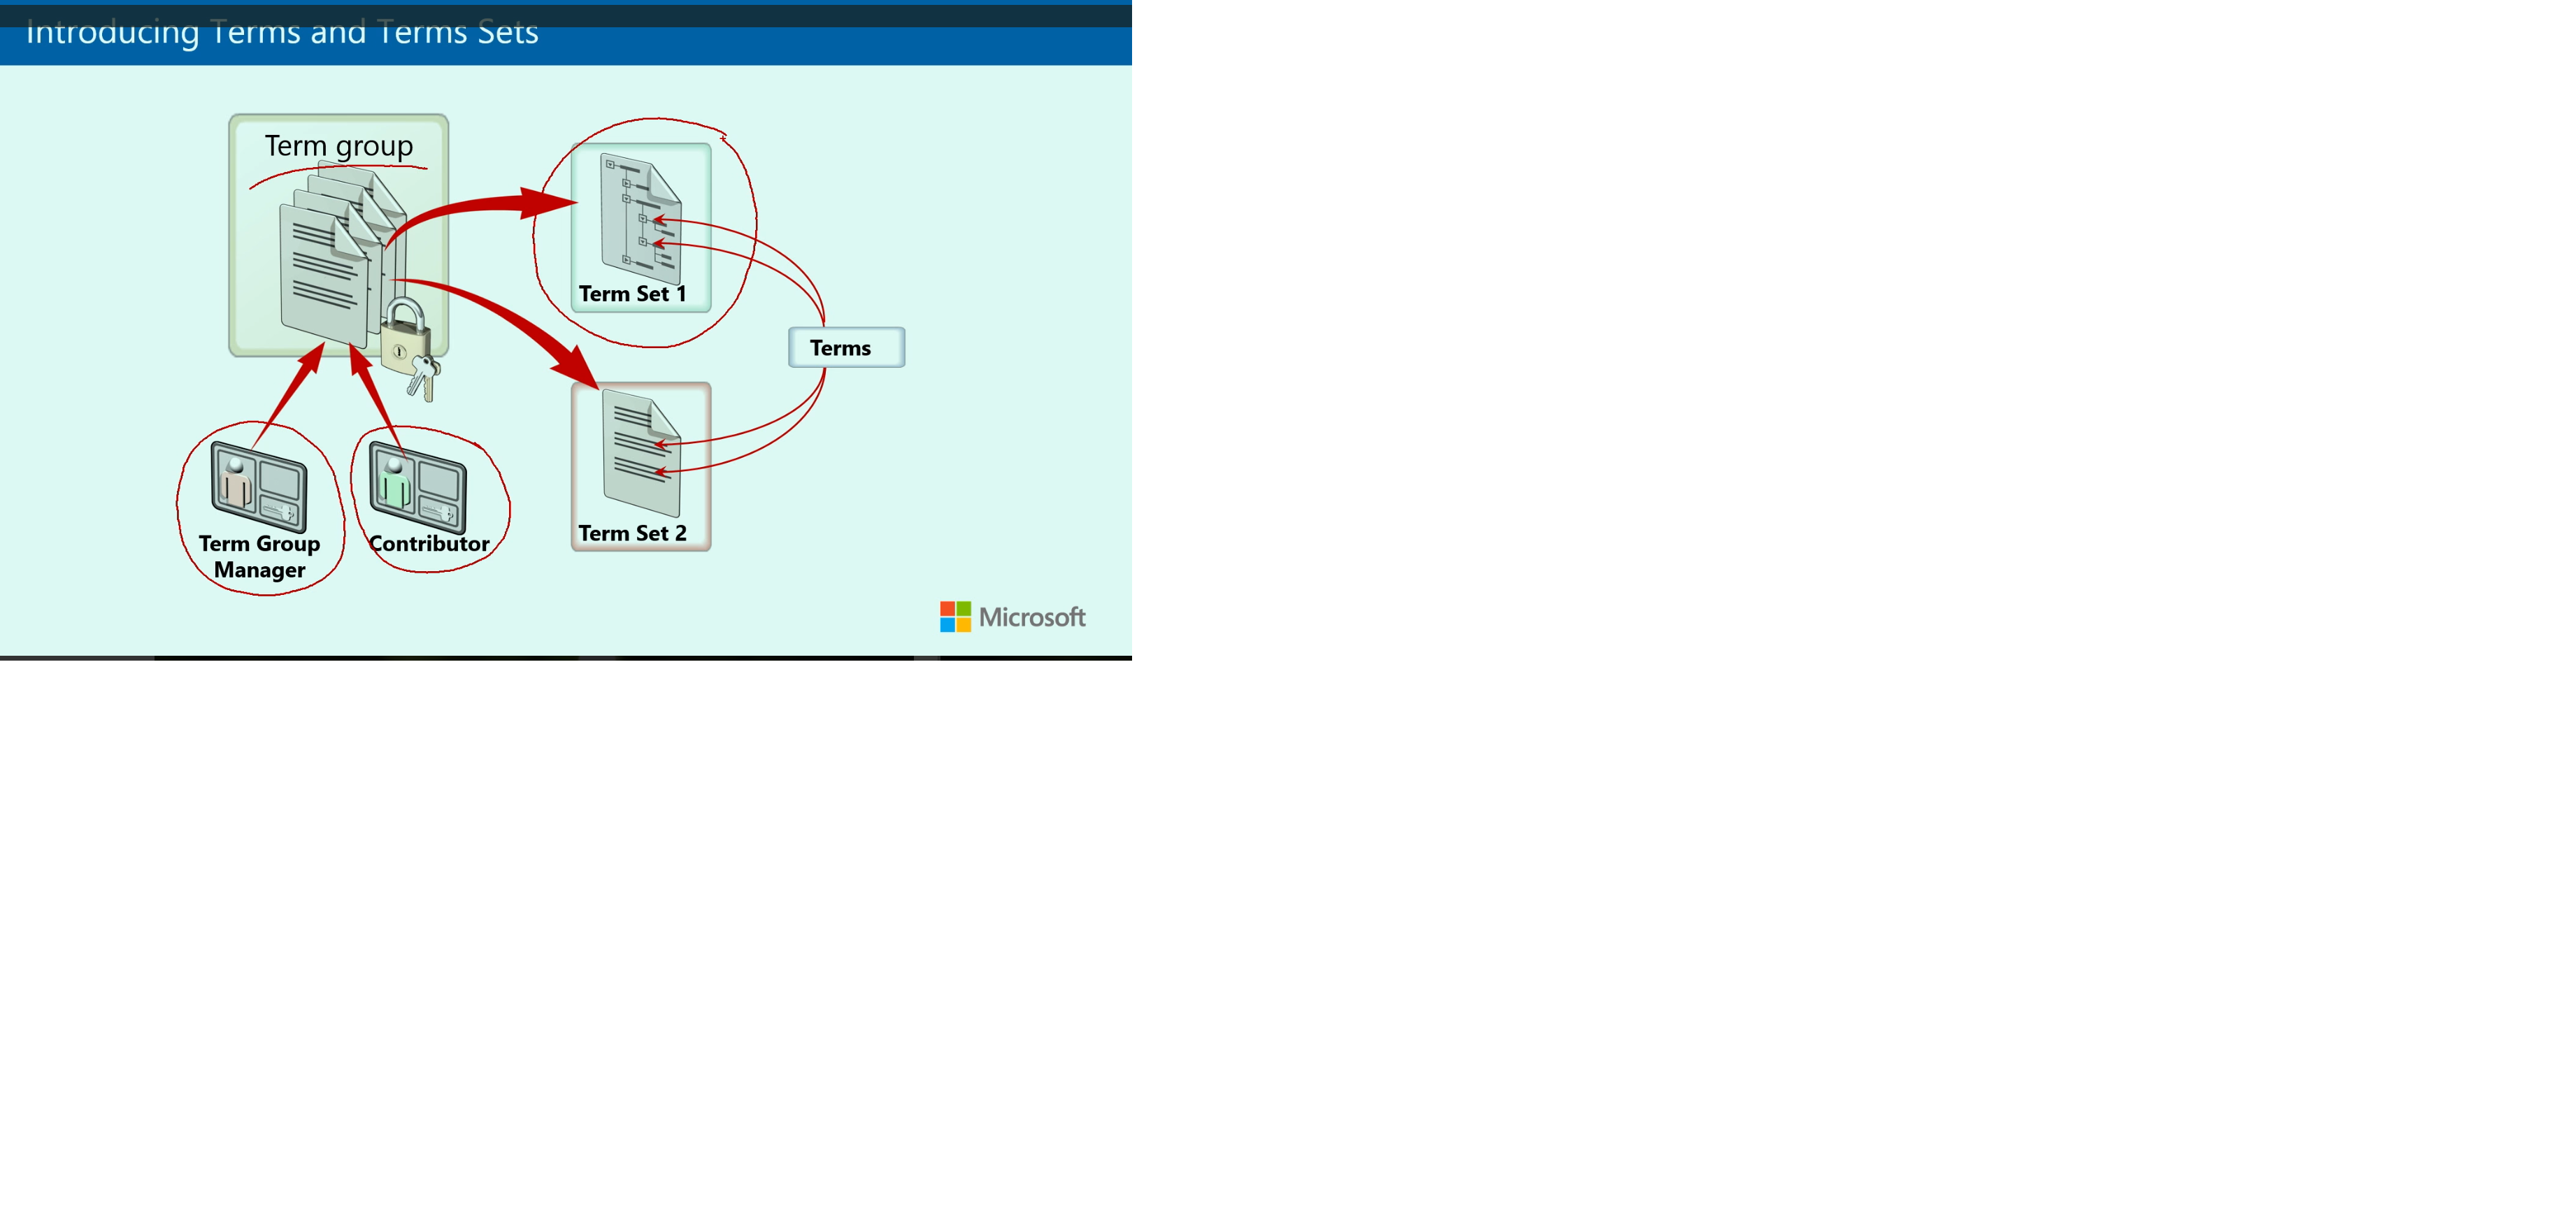 Introducing Terms and Terms Sets
Term group
Term Set 1
Terms
Term Set 2
Term Group
Manager
Contributor
Microsoft